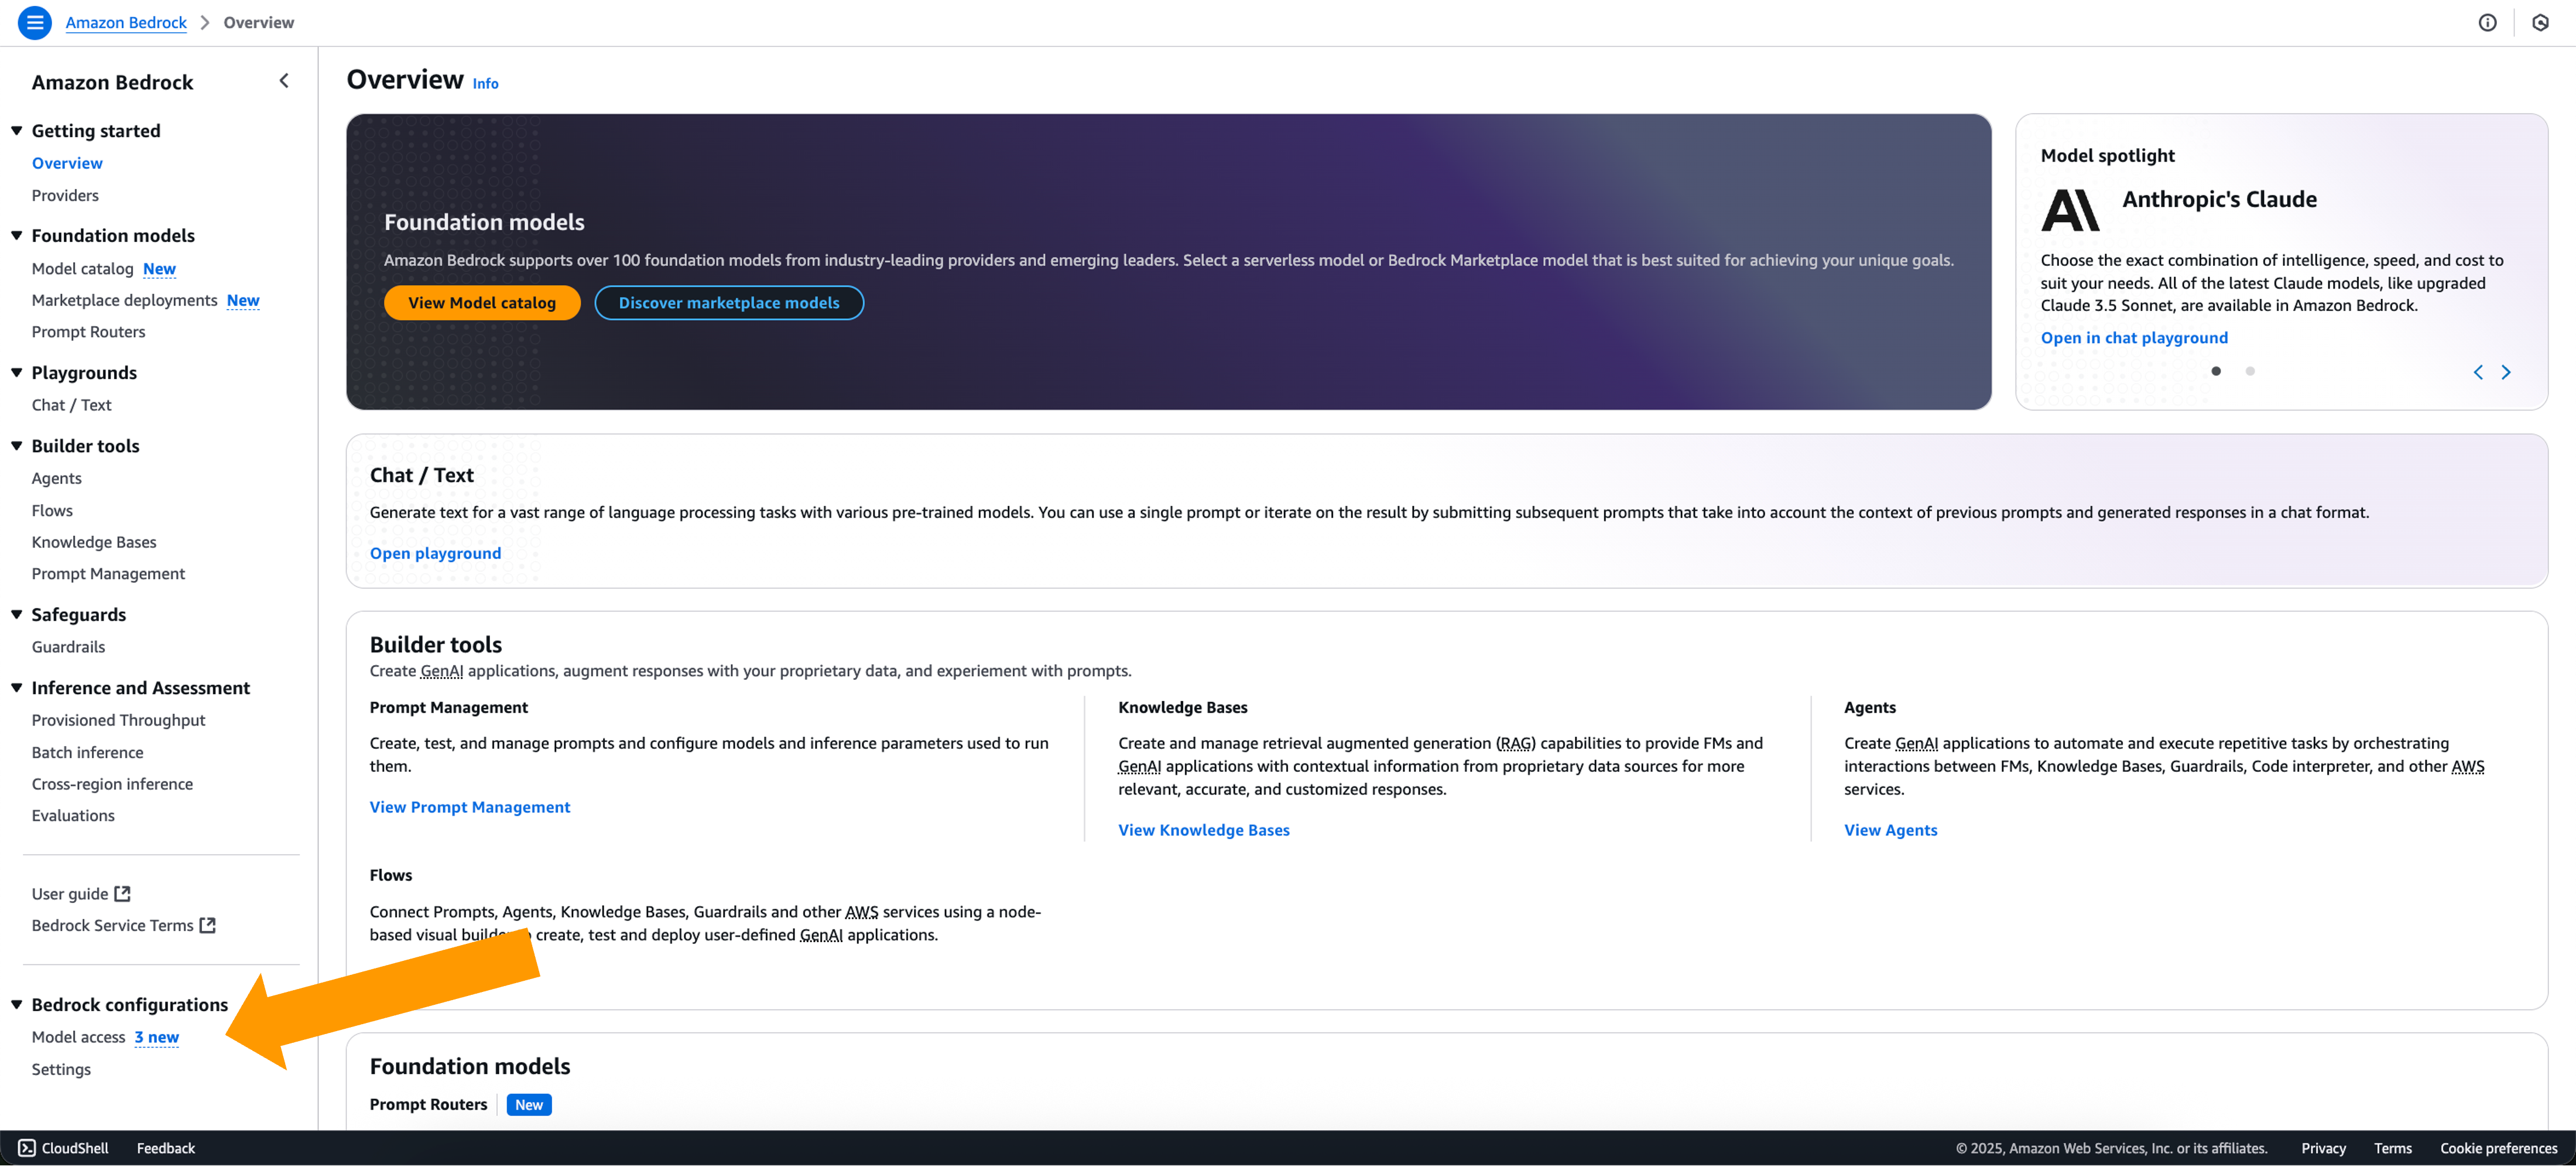 Amazon Bedrock > Overview
Amazon Bedrock
Getting started
Overview
Providers
Foundation models
Model catalog New
Marketplace deployments New
Prompt Routers
Playgrounds
Chat / Text
Builder tools
Agents
Flows
Knowledge Bases
Prompt Management
Safeguards
Guardrails
Inference and Assessment
Provisioned Throughput
Batch inference
Cross-region inference
Evaluations
User guide
Bedrock Service Terms
Bedrock configurations
Model access 3 new
Settings
Overview Info
Foundation models
Amazon Bedrock supports over 100 foundation models from industry-leading providers and emerging leaders. Select a serverless model or Bedrock Marketplace model that is best suited for achieving your unique goals.
View Model catalog
Discover marketplace models
Model spotlight
Anthropic's Claude
Choose the exact combination of intelligence, speed, and cost to
suit your needs. All of the latest Claude models, like upgraded
Claude 3.5 Sonnet, are available in Amazon Bedrock.
Open in chat playground
Chat / Text
Generate text for a vast range of language processing tasks with various pre-trained models. You can use a single prompt or iterate on the result by submitting subsequent prompts that take into account the context of previous prompts and generated responses in a chat format.
Open playground
Builder tools
Create GenAI applications, augment responses with your proprietary data, and experiement with prompts.
Prompt Management
Create, test, and manage prompts and configure models and inference parameters used to run
them.
View Prompt Management
Knowledge Bases
Create and manage retrieval augmented generation (RAG) capabilities to provide FMs and
GenAI applications with contextual information from proprietary data sources for more
relevant, accurate, and customized responses.
View Knowledge Bases
Agents
Create GenAI applications to automate and execute repetitive tasks by orchestrating
interactions between FMs, Knowledge Bases, Guardrails, Code interpreter, and other AWS
services.
View Agents
Flows
Connect Prompts, Agents, Knowledge Bases, Guardrails and other AWS services using a node-
based visual create, test and deploy user-defined GenAI applications.
Foundation models
Prompt Routers New
CloudShell
Feedback
© 2025, Amazon Web Services, Inc. or its affiliates.
Privacy
Terms
Cookie preferences